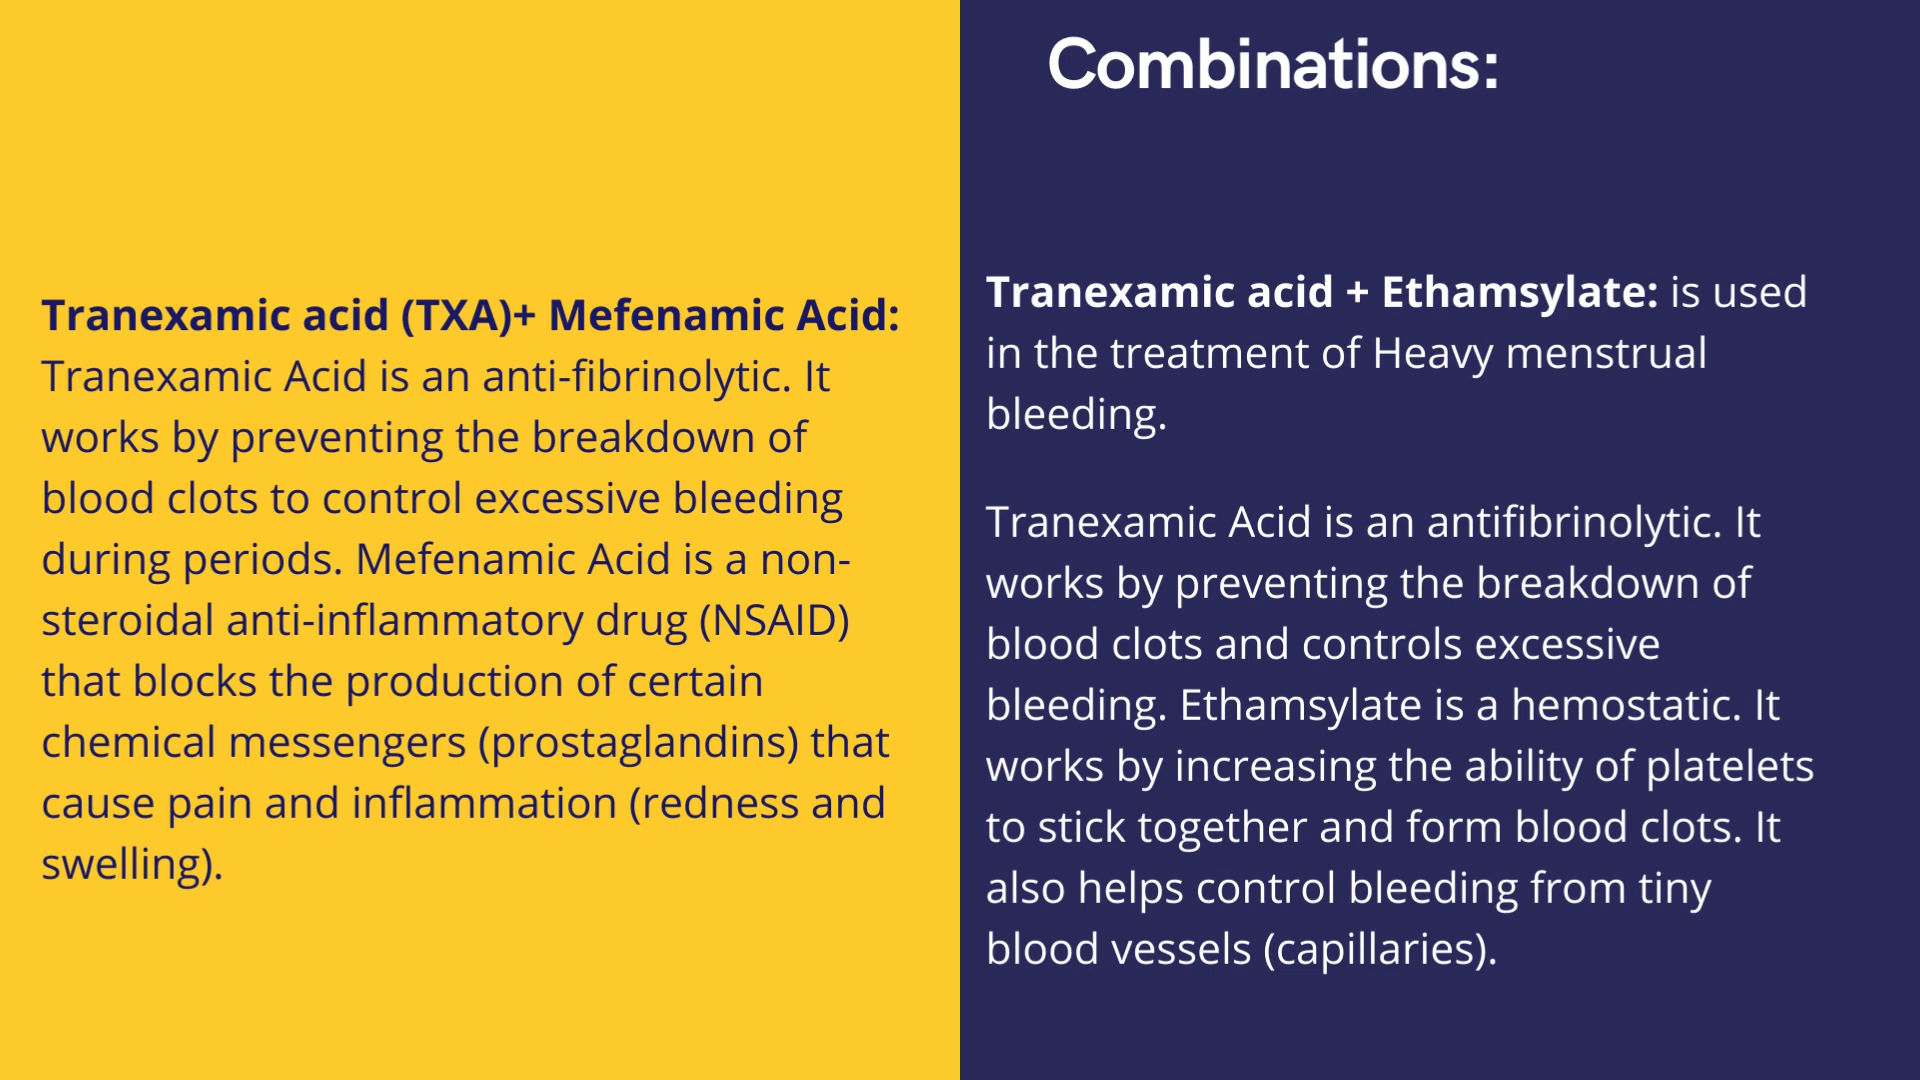 Combinations:
Tranexamic acid (TXA)+ Mefenamic Acid:
Tranexamic Acid is an anti-fibrinolytic. It
works by preventing the breakdown of
blood clots to control excessive bleeding
during periods. Mefenamic Acid is a non-
steroidal anti-inflammatory drug (NSAID)
that blocks the production of certain
chemical messengers (prostaglandins) that
cause pain and inflammation (redness and
swelling).
Tranexamic acid + Ethamsylate: is used
in the treatment of Heavy menstrual
bleeding.
Tranexamic Acid is an antifibrinolytic. It
works by preventing the breakdown of
blood clots and controls excessive
bleeding. Ethamsylate is a hemostatic. It
works by increasing the ability of platelets
to stick together and form blood clots. It
also helps control bleeding from tiny
blood vessels (capillaries).